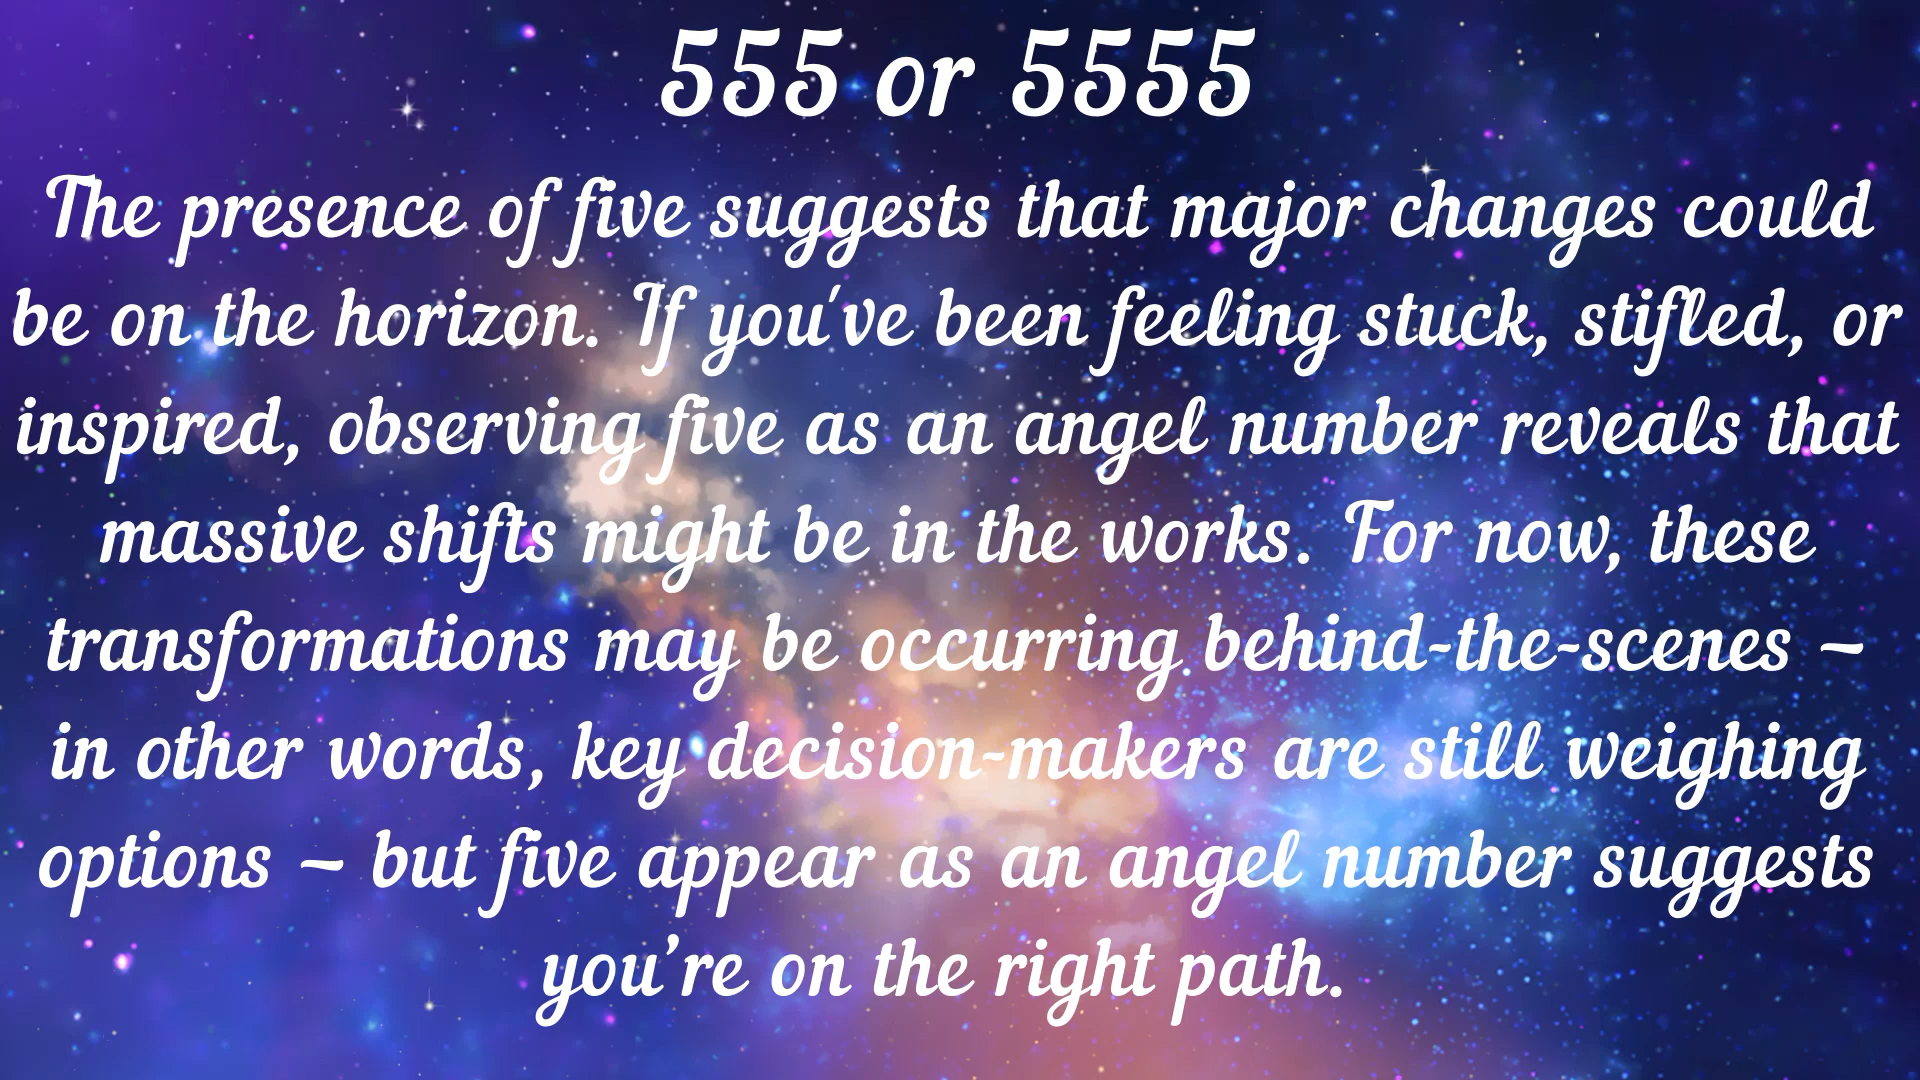 555 or 5555
The presence of five suggests that major changes could
be on the horizon. If you've been feeling stuck, stifled, or
inspired, observing five as an angel number reveals that
massive shifts might be in the works. For now, these
transformations may be occurring behind-the-scenes –
in other words, key decision-makers are still weighing
options – but five appear as an angel number suggests
you’re on the right path.